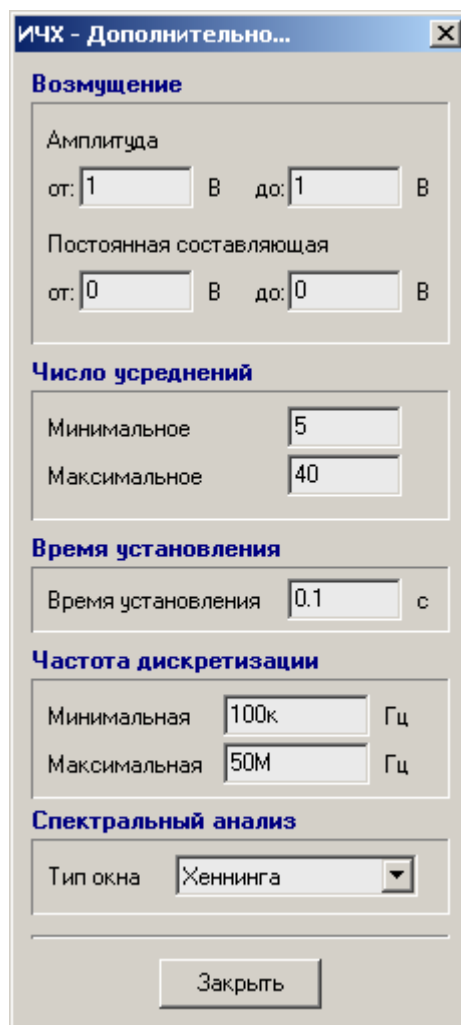 ИЧХ - Дополнительно...
Возмущение
Амплитуда
от: 1 В до: 1 В
Постоянная составляющая
от: 0 В до: 0 В
Число усреднений
Минимальное 5
Максимальное 40
Время установления
Время установления 0.1 с
Частота дискретизации
Минимальная 100к Гц
Максимальная 50М Гц
Спектральный анализ
Тип окна Хеннинга
Закрыть